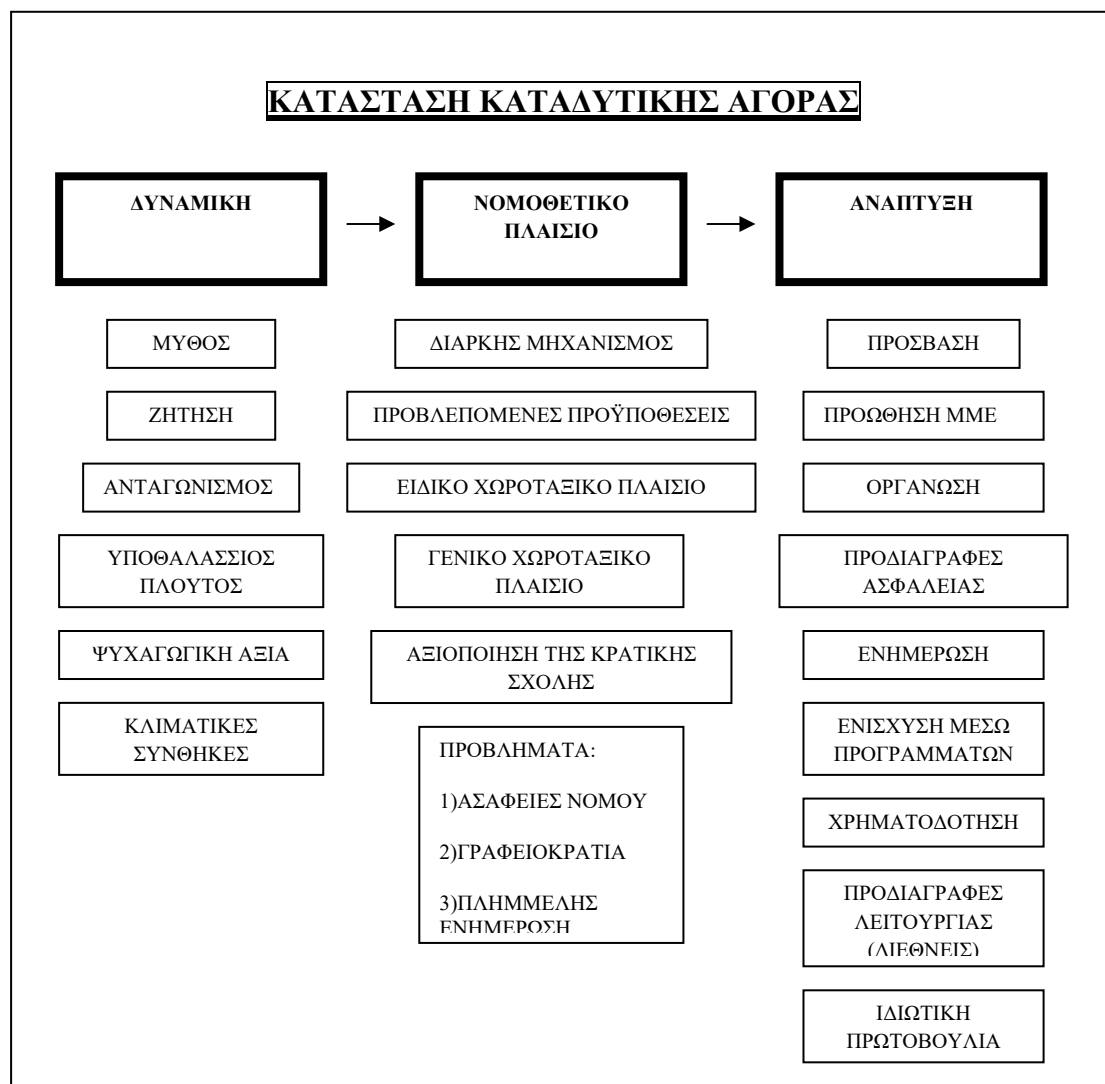 ΚΑΤΑΣΤΑΣΗ ΚΑΤΑΔΥΤΙΚΗΣ ΑΓΟΡΑΣ
ΔΥΝΑΜΙΚΗ
ΝΟΜΟΘΕΤΙΚΟ
ΠΛΑΙΣΙΟ
ΑΝΑΠΤΥΞΗ
ΜΥΘΟΣ
ΖΗΤΗΣΗ
ΑΝΤΑΓΩΝΙΣΜΟΣ
ΥΠΟΘΑΛΑΣΣΙΟΣ
ΠΛΟΥΤΟΣ
ΨΥΧΑΓΩΓΙΚΗ ΑΞΙΑ
ΚΛΙΜΑΤΙΚΕΣ
ΣΥΝΘΗΚΕΣ
ΔΙΑΡΚΗΣ ΜΗΧΑΝΙΣΜΟΣ
ΠΡΟΒΛΕΠΟΜΕΝΕΣ ΠΡΟΫΠΟΘΕΣΕΙΣ
ΕΙΔΙΚΟ ΧΩΡΟΤΑΞΙΚΟ ΠΛΑΙΣΙΟ
ΓΕΝΙΚΟ ΧΩΡΟΤΑΞΙΚΟ
ΠΛΑΙΣΙΟ
ΑΞΙΟΠΟΙΗΣΗ ΤΗΣ ΚΡΑΤΙΚΗΣ
ΣΧΟΛΗΣ
ΠΡΟΒΛΗΜΑΤΑ:
1)ΑΣΑΦΕΙΕΣ ΝΟΜΟΥ
2)ΓΡΑΦΕΙΟΚΡΑΤΙΑ
3)ΠΛΗΜΜΕΛΗΣ
ΕΝΗΜΕΡΩΣΗ
ΠΡΟΣΒΑΣΗ
ΠΡΟΩΘΗΣΗ ΜΜΕ
ΟΡΓΑΝΩΣΗ
ΠΡΟΔΙΑΓΡΑΦΕΣ
ΑΣΦΑΛΕΙΑΣ
ΕΝΗΜΕΡΩΣΗ
ΕΝΙΣΧΥΣΗ ΜΕΣΩ
ΠΡΟΓΡΑΜΜΑΤΩΝ
ΧΡΗΜΑΤΟΔΟΤΗΣΗ
ΠΡΟΔΙΑΓΡΑΦΕΣ
ΛΕΙΤΟΥΡΓΙΑΣ
(ΔΙΕΘΝΕΙΣ)
ΙΔΙΩΤΙΚΗ
ΠΡΩΤΟΒΟΥΛΙΑ